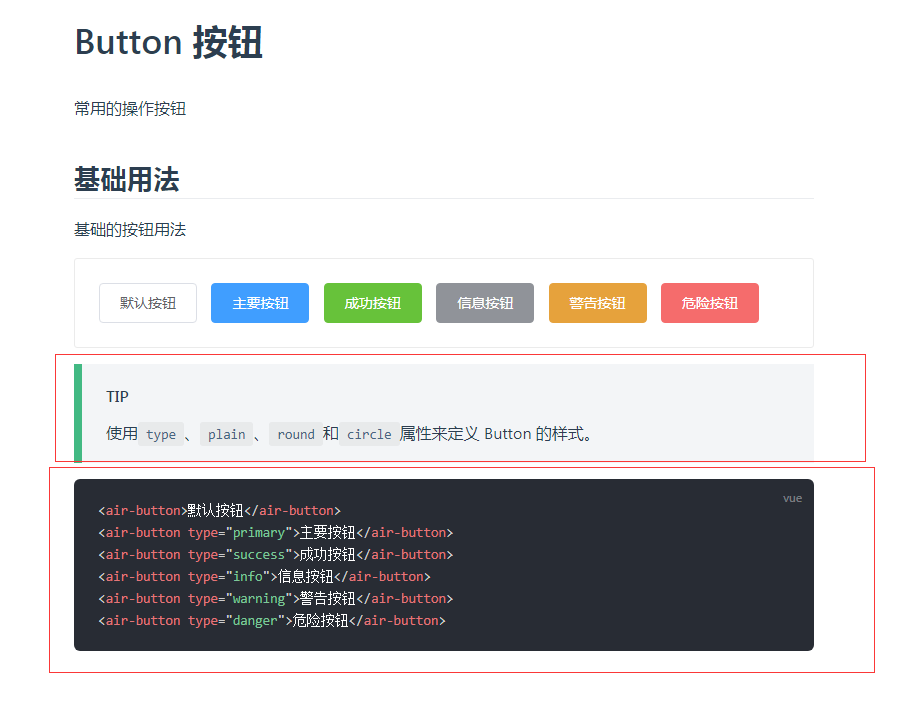 Button 按钮
常用的操作按钮
基础用法
基础的按钮用法
默认按钮 主要按钮 成功按钮 信息按钮 警告按钮 危险按钮
TIP
使用 type 、 plain 、 round 和 circle 属性来定义 Button 的样式。
vue
<air-button>默认按钮</air-button>
<air-button type="primary">主要按钮</air-button>
<air-button type="success">成功按钮</air-button>
<air-button type="info">信息按钮</air-button>
<air-button type="warning">警告按钮</air-button>
<air-button type="danger">危险按钮</air-button>